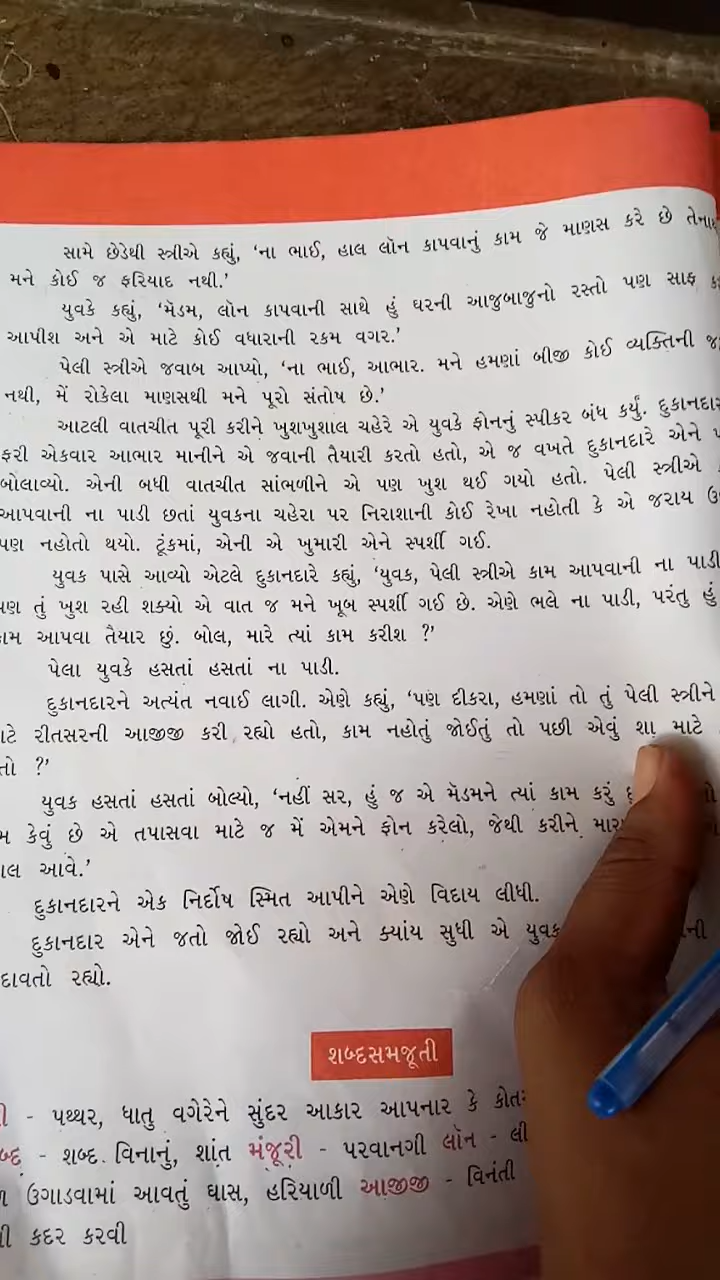 સામે છેડેથી સ્ત્રીએ કહ્યું, ‘ના ભાઈ, હાલ લૉન કાપવાનું કામ જે માણસ કરે છે
મને કોઈ જ ફરિયાદ નથી.’
યુવકે કહ્યું, ‘મૅડમ, લૉન કાપવાની સાથે હું ઘરની આજુબાજુનો રસ્તો પણ સાફ
આપીશ અને એ માટે કોઈ વધારાની રકમ વગર.’
પેલી સ્ત્રીએ જવાબ આપ્યો, ‘ના ભાઈ, આભાર. મને હમણાં બીજી કોઈ વ્યક્તિની
નથી, મેં રોકેલા માણસથી મને પૂરો સંતોષ છે.’
આટલી વાતચીત પૂરી કરીને ખુશખુશાલ ચહેરે એ યુવકે ફોનનું સ્પીકર બંધ કર્યું.
ફરી એકવાર આભાર માનીને એ જવાની તૈયારી કરતો હતો, એ જ વખતે દુકાનદારે એને
બોલાવ્યો. એની બધી વાતચીત સાંભળીને એ પણ ખુશ થઈ ગયો હતો. પેલી સ્ત્રીએ
આપવાની ના પાડી છતાં યુવકના ચહેરા પર નિરાશાની કોઈ રેખા નહોતી કે એ જરાય
પણ નહોતો થયો. ટૂંકમાં, એની એ ખુમારી એને સ્પર્શી ગઈ.
યુવક પાસે આવ્યો એટલે દુકાનદારે કહ્યું, ‘યુવક, પેલી સ્ત્રીએ કામ આપવાની ના પાડી
પણ તું ખુશ રહી શક્યો એ વાત જ મને ખૂબ સ્પર્શી ગઈ છે. એણે ભલે ના પાડી, પરંતુ હું
કામ આપવા તૈયાર છું. બોલ, મારે ત્યાં કામ કરીશ ?’
પેલા યુવકે હસતાં હસતાં ના પાડી.
દુકાનદારને અત્યંત નવાઈ લાગી. એણે કહ્યું, ‘પણ દીકરા, હમણાં તો તું પેલી સ્ત્રીને
માટે રીતસરની આજીજી કરી રહ્યો હતો, કામ નહોતું જોઈતું તો પછી એવું શા માટે
તો ?’
યુવક હસતાં હસતાં બોલ્યો, ‘નહીં સર, હું જ એ મૅડમને ત્યાં કામ કરું
કેવું છે એ તપાસવા માટે જ મેં એમને ફોન કરેલો, જેથી કરીને
આવે.’
દુકાનદારને એક નિર્દોષ સ્મિત આપીને એણે વિદાય લીધી.
દુકાનદાર એને જતો જોઈ રહ્યો અને ક્યાંય સુધી એ
રહ્યો.
શબ્દસમજૂતી
- પથ્થર, ધાતુ વગેરેને સુંદર આકાર આપનાર કે
- શબ્દ વિનાનું, શાંત મંજૂરી - પરવાનગી લૉન -
ઉગાડવામાં આવતું ઘાસ, હરિયાળી આજીજી - વિનંતી
કદર કરવી